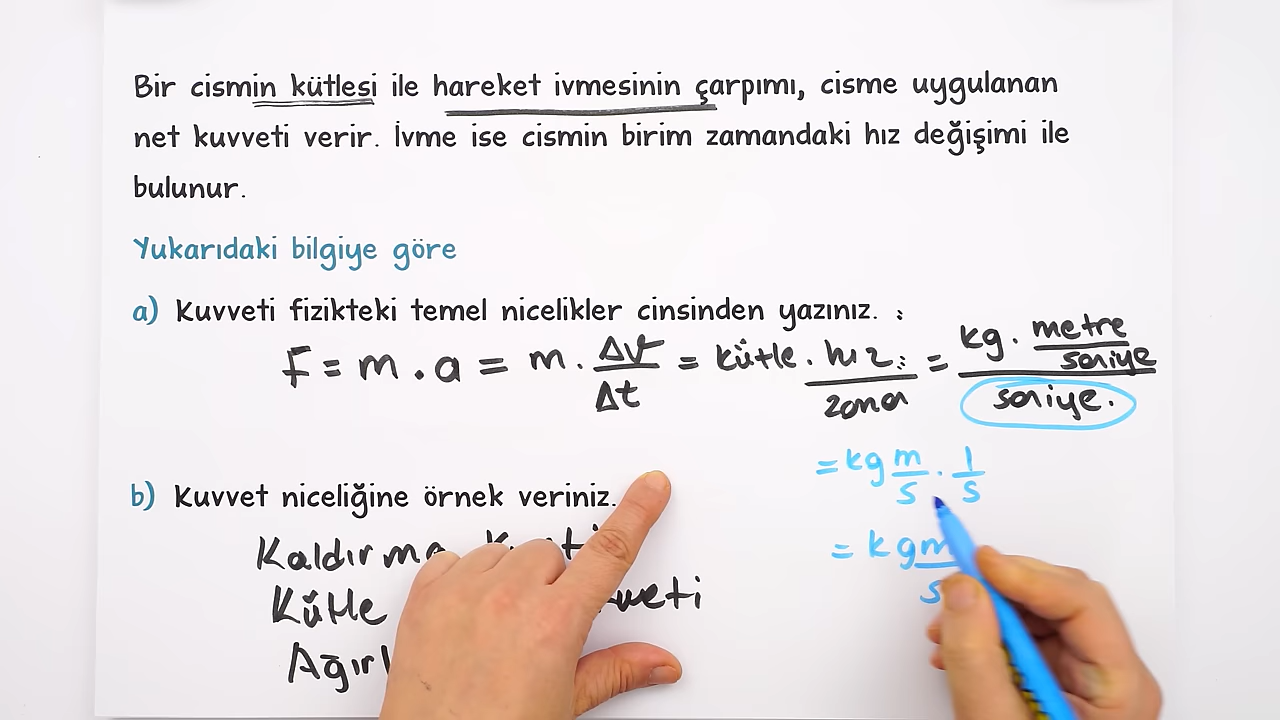 Bir cismin kütlesi ile hareket ivmesinin çarpımı, cisme uygulanan
net kuvveti verir. İvme ise cismin birim zamandaki hız değişimi ile
bulunur.
Yukarıdaki bilgiye göre
a) Kuvveti fizikteki temel nicelikler cinsinden yazınız. :
F = m . a = m . Δv/Δt = kütle . hız/zaman = kg . metre/saniye/saniye.
= kg m/s . 1/s
b) Kuvvet niceliğine örnek veriniz.
= kg m/s
Kaldırma
Kütle